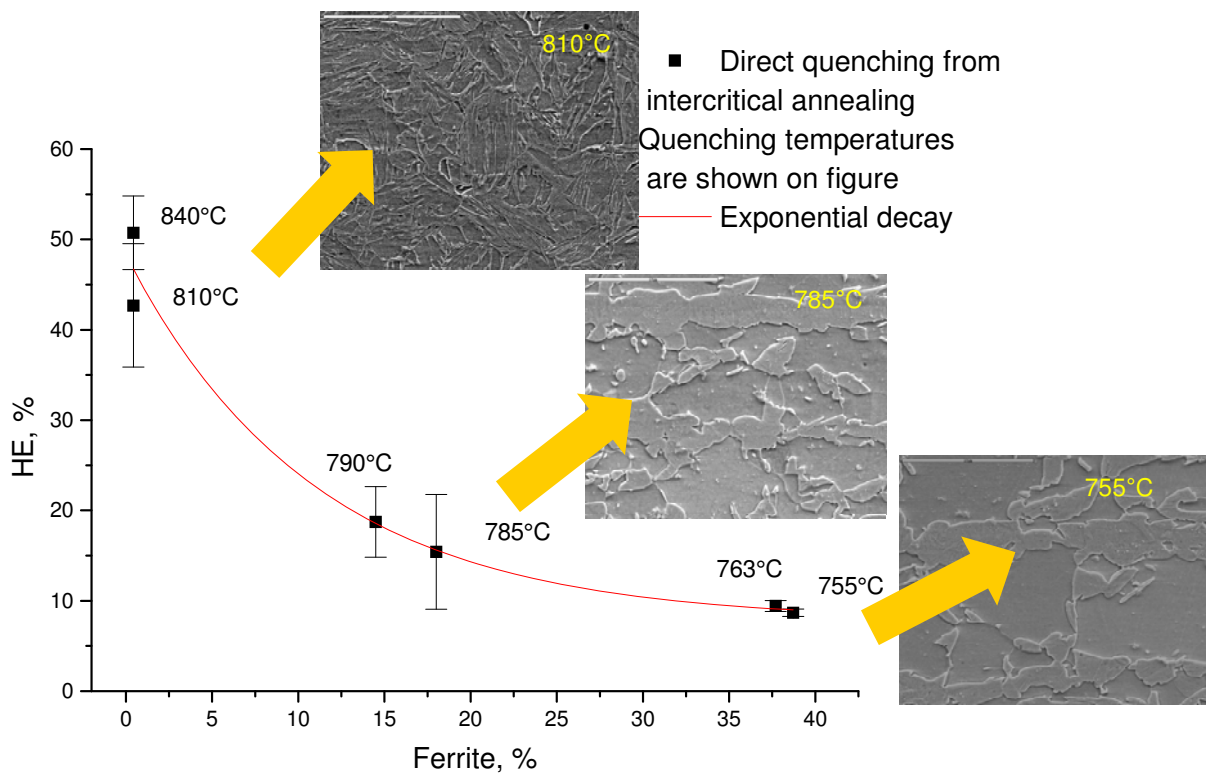 810°C
■ Direct quenching from
intercritical annealing
Quenching temperatures
are shown on figure
Exponential decay
HE, %
60
50
40
30
20
10
0
840°C
810°C
790°C
785°C
763°C
755°C
785°C
755°C
0 5 10 15 20 25 30 35 40
Ferrite, %